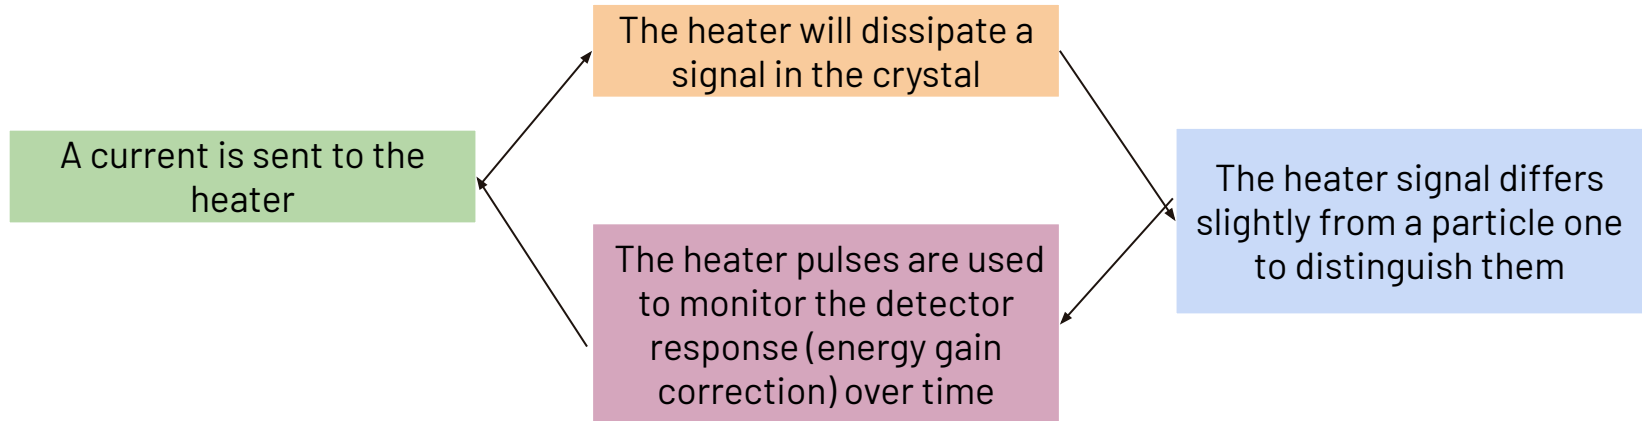 The heater will dissipate a
signal in the crystal
A current is sent to the
heater
The heater signal differs
slightly from a particle one
to distinguish them
The heater pulses are used
to monitor the detector
response (energy gain
correction) over time